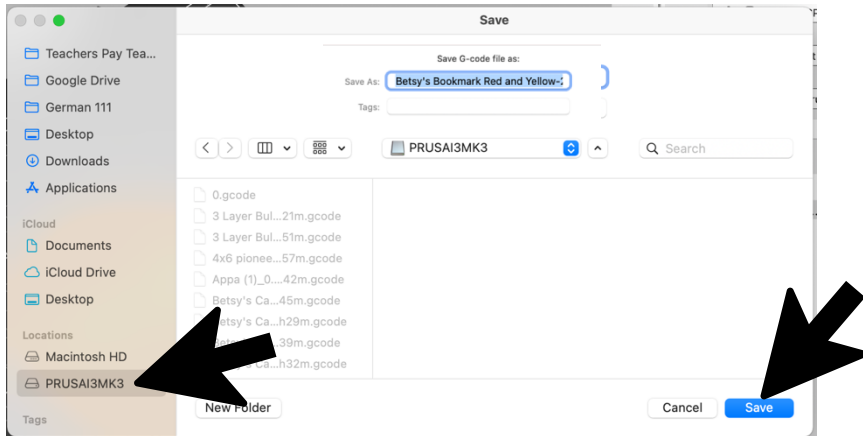 Save
Teachers Pay Tea...
Google Drive
German 111
Desktop
Downloads
Applications
iCloud
Documents
iCloud Drive
Desktop
Locations
Macintosh HD
PRUSAI3MK3
Tags
Save G-code file as:
Save As: Betsy's Bookmark Red and Yellow-
Tags:
PRUSAI3MK3
Search
0.gcode
3 Layer Bul...21m.gcode
3 Layer Bul...51m.gcode
4x6 pionee...57m.gcode
Appa (1)_0....42m.gcode
Betsy's Ca...45m.gcode
etsy's Ca...h29m.gcode
.39m.gcode
Ca...h32m.gcode
New Folder
Cancel
Save